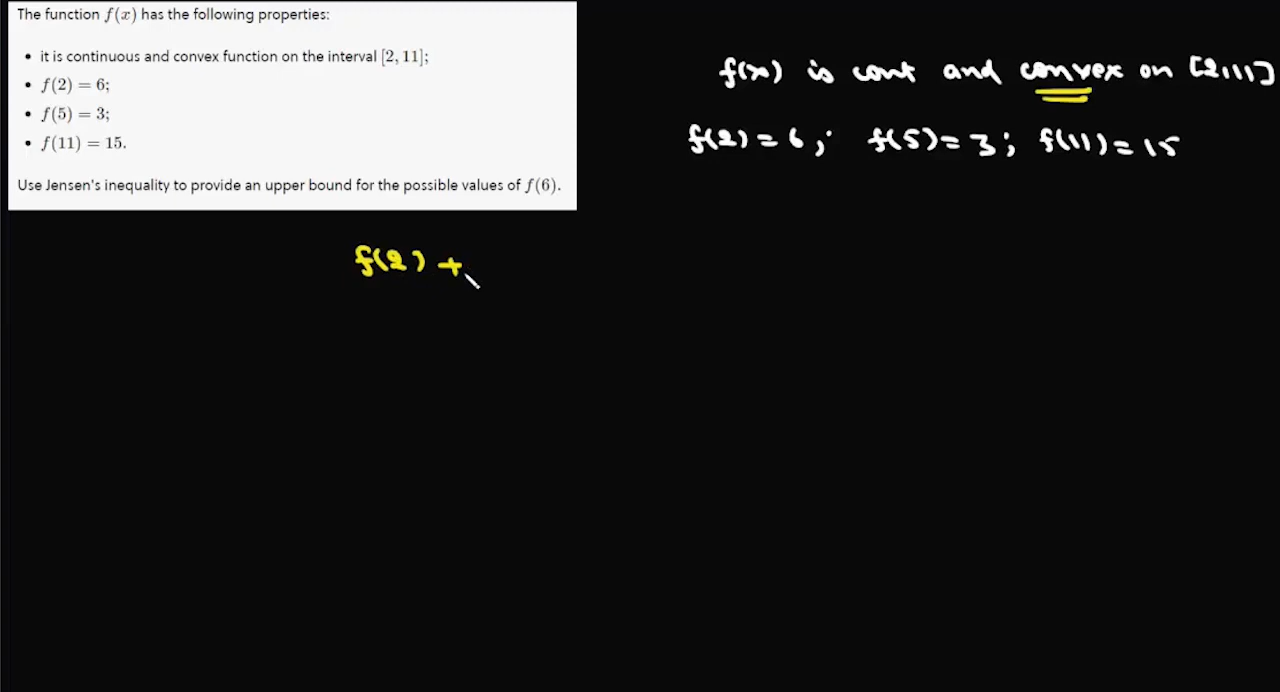 The function f(x) has the following properties:
• it is continuous and convex function on the interval [2, 11];
• f(2) = 6;
• f(5) = 3;
• f(11) = 15.
Use Jensen's inequality to provide an upper bound for the possible values of f(6).
f(x) is cont and convex on [2,11]
f(2) = 6; f(5) = 3; f(11) = 15
f(2) +